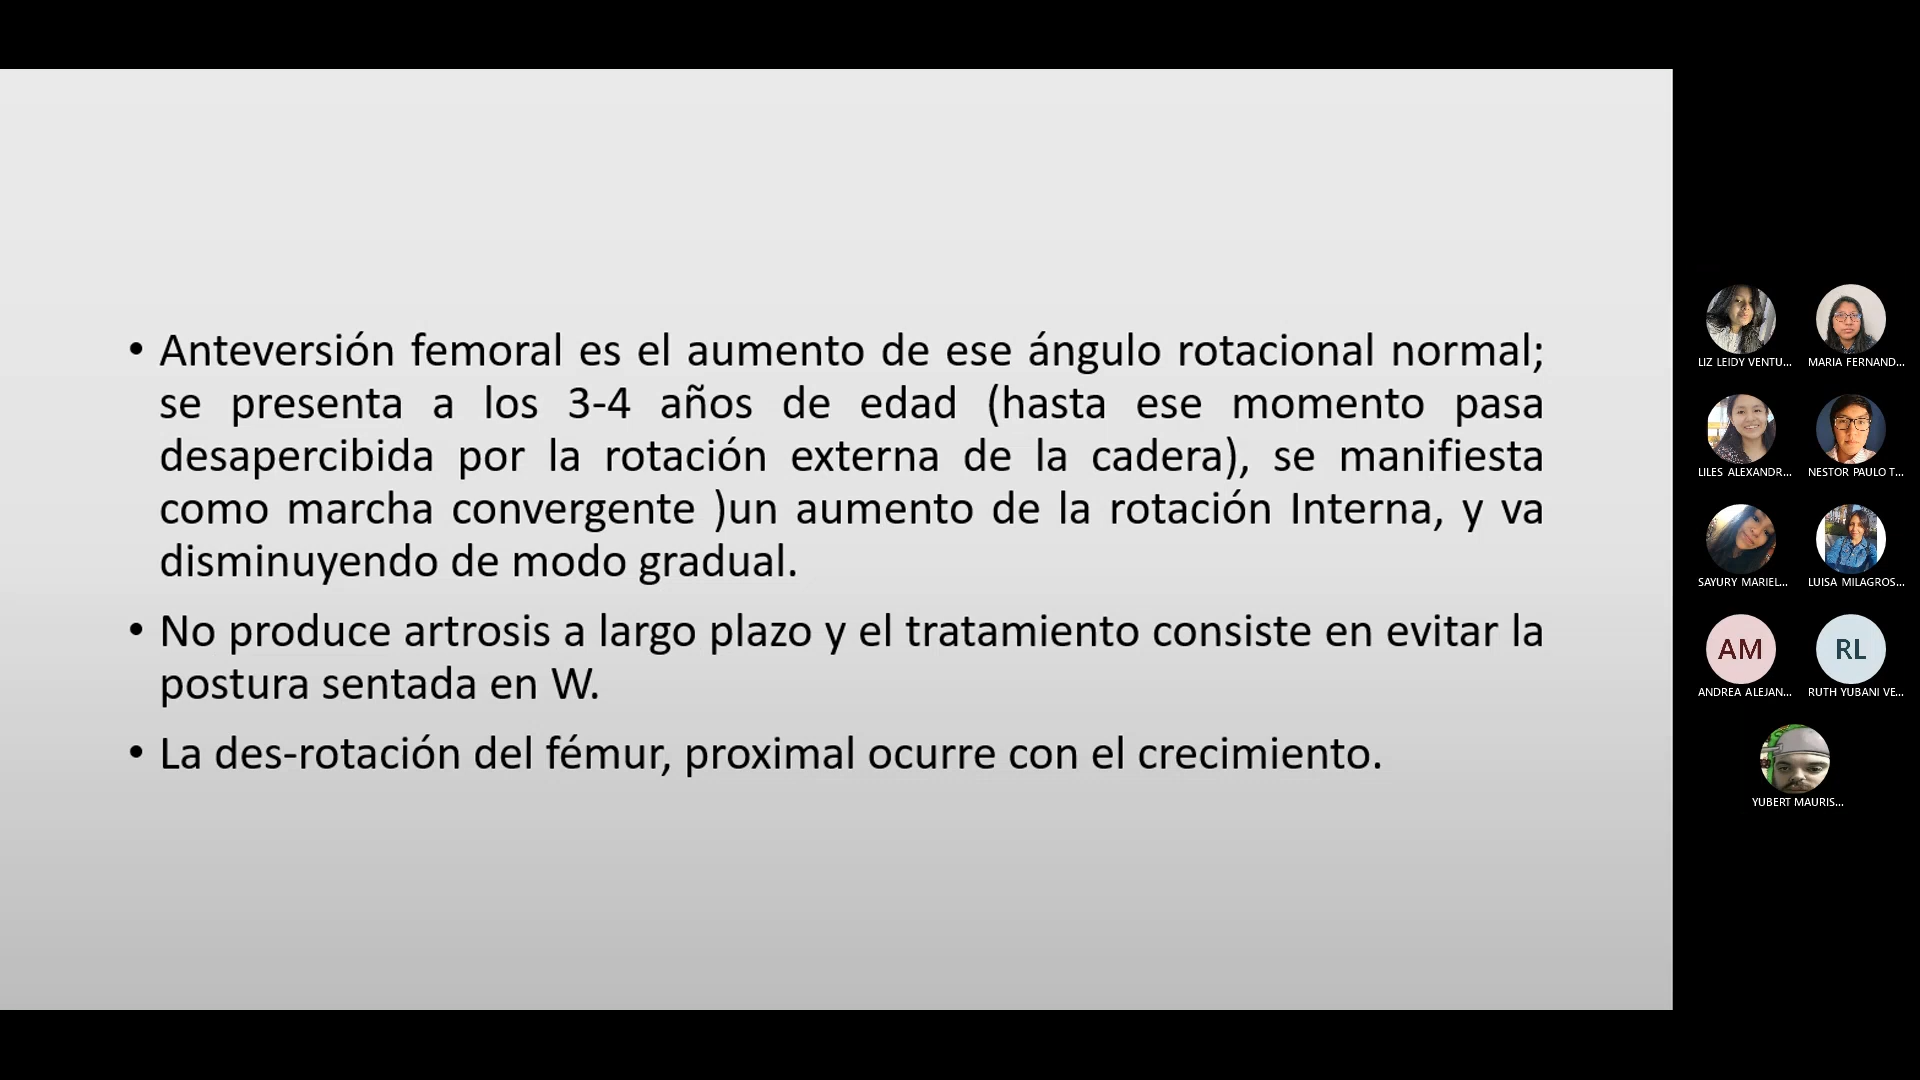 • Anteversión femoral es el aumento de ese ángulo rotacional normal;
se presenta a los 3-4 años de edad (hasta ese momento pasa
desapercibida por la rotación externa de la cadera), se manifiesta
como marcha convergente )un aumento de la rotación Interna, y va
disminuyendo de modo gradual.
• No produce artrosis a largo plazo y el tratamiento consiste en evitar la
postura sentada en W.
• La des-rotación del fémur, proximal ocurre con el crecimiento.
LIZ LEIDY VENTU...
MARIA FERNAND...
LILES ALEXANDR...
NESTOR PAULO T...
SAYURY MARIEL...
LUISA MILAGROS...
AM
RL
ANDREA ALEJAN...
RUTH YUBANI VE...
YUBERT MAURIS...